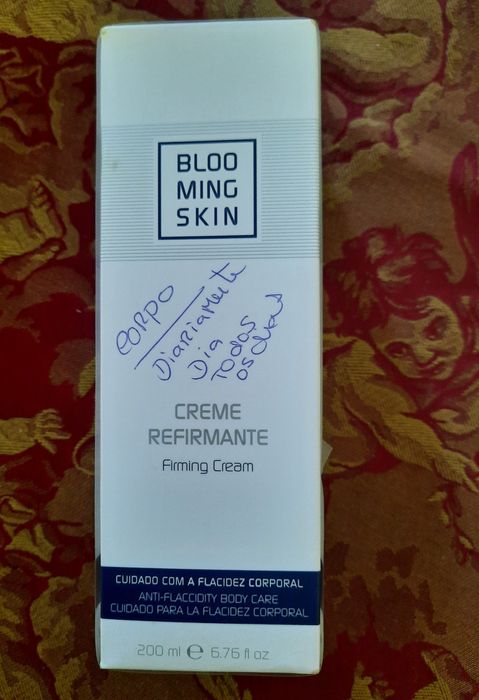 BLOO
MING
SKIN
CORPO
Diariamente
Dia
Todos
os dias
CREME
REFIRMANTE
Firming Cream
CUIDADO COM A FLACIDEZ CORPORAL
ANTI-FLACCIDITY BODY CARE
CUIDADO PARA LA FLACIDEZ CORPORAL
200 ml ℮ 6.76 fl oz